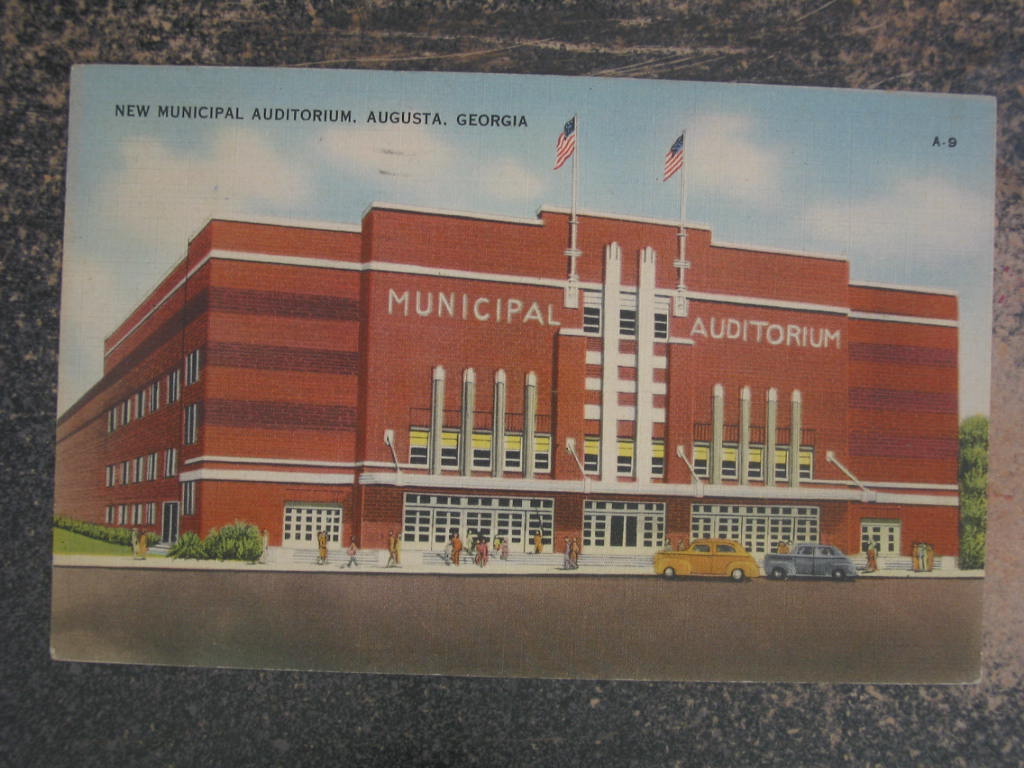 NEW MUNICIPAL AUDITORIUM, AUGUSTA, GEORGIA
A-9
MUNICIPAL AUDITORIUM